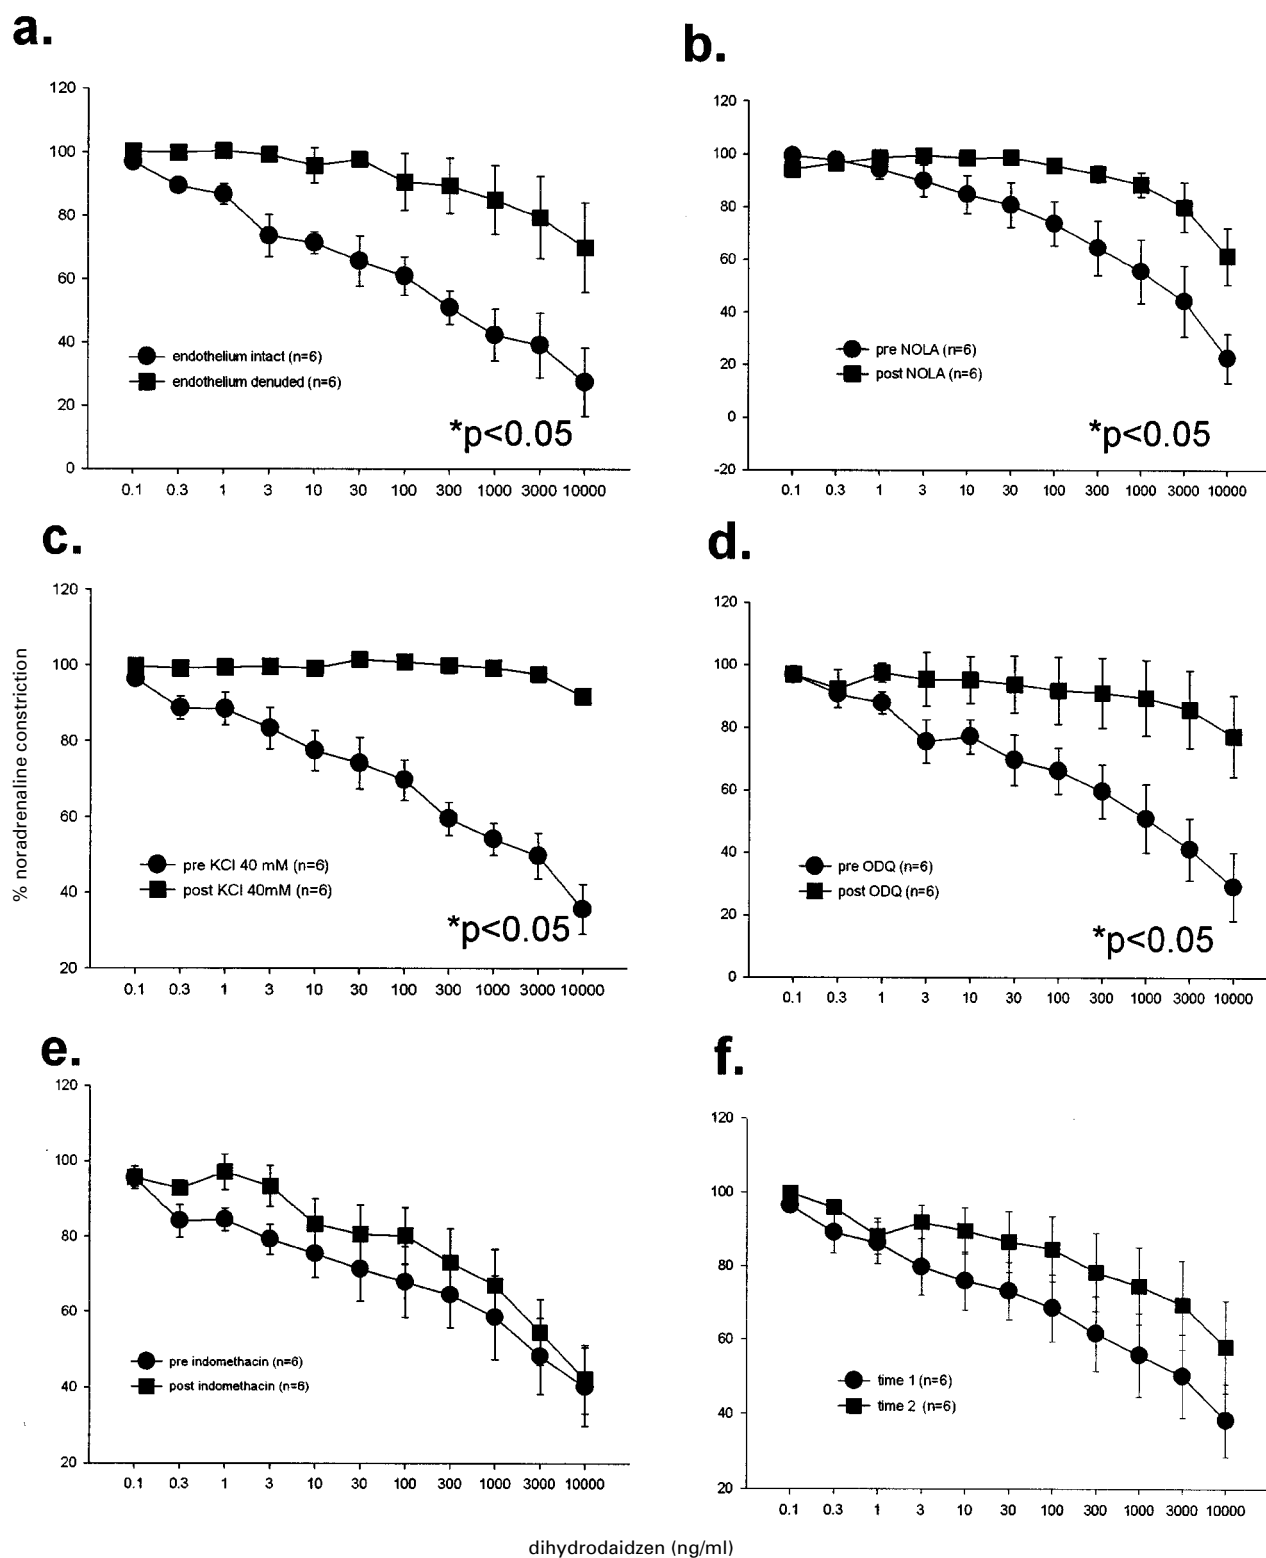 a.
120
100
80
60
40
20
0
endothelium intact (n=6)
endothelium denuded (n=6)
*p<0.05
0.1 0.3 1 3 10 30 100 300 1000 3000 10000
b.
120
100
80
60
40
20
0
-20
pre NOLA (n=6)
post NOLA (n=6)
*p<0.05
0.1 0.3 1 3 10 30 100 300 1000 3000 10000
% noradrenaline constriction
c.
120
100
80
60
40
20
pre KCl 40 mM (n=6)
post KCl 40mM (n=6)
*p<0.05
0.1 0.3 1 3 10 30 100 300 1000 3000 10000
d.
120
100
80
60
40
20
0
pre ODQ (n=6)
post ODQ (n=6)
*p<0.05
0.1 0.3 1 3 10 30 100 300 1000 3000 10000
e.
120
100
80
60
40
20
pre indomethacin (n=6)
post indomethacin (n=6)
0.1 0.3 1 3 10 30 100 300 1000 3000 10000
f.
120
100
80
60
40
20
time 1 (n=6)
time 2 (n=6)
0.1 0.3 1 3 10 30 100 300 1000 3000 10000
dihydrodaidzen (ng/ml)